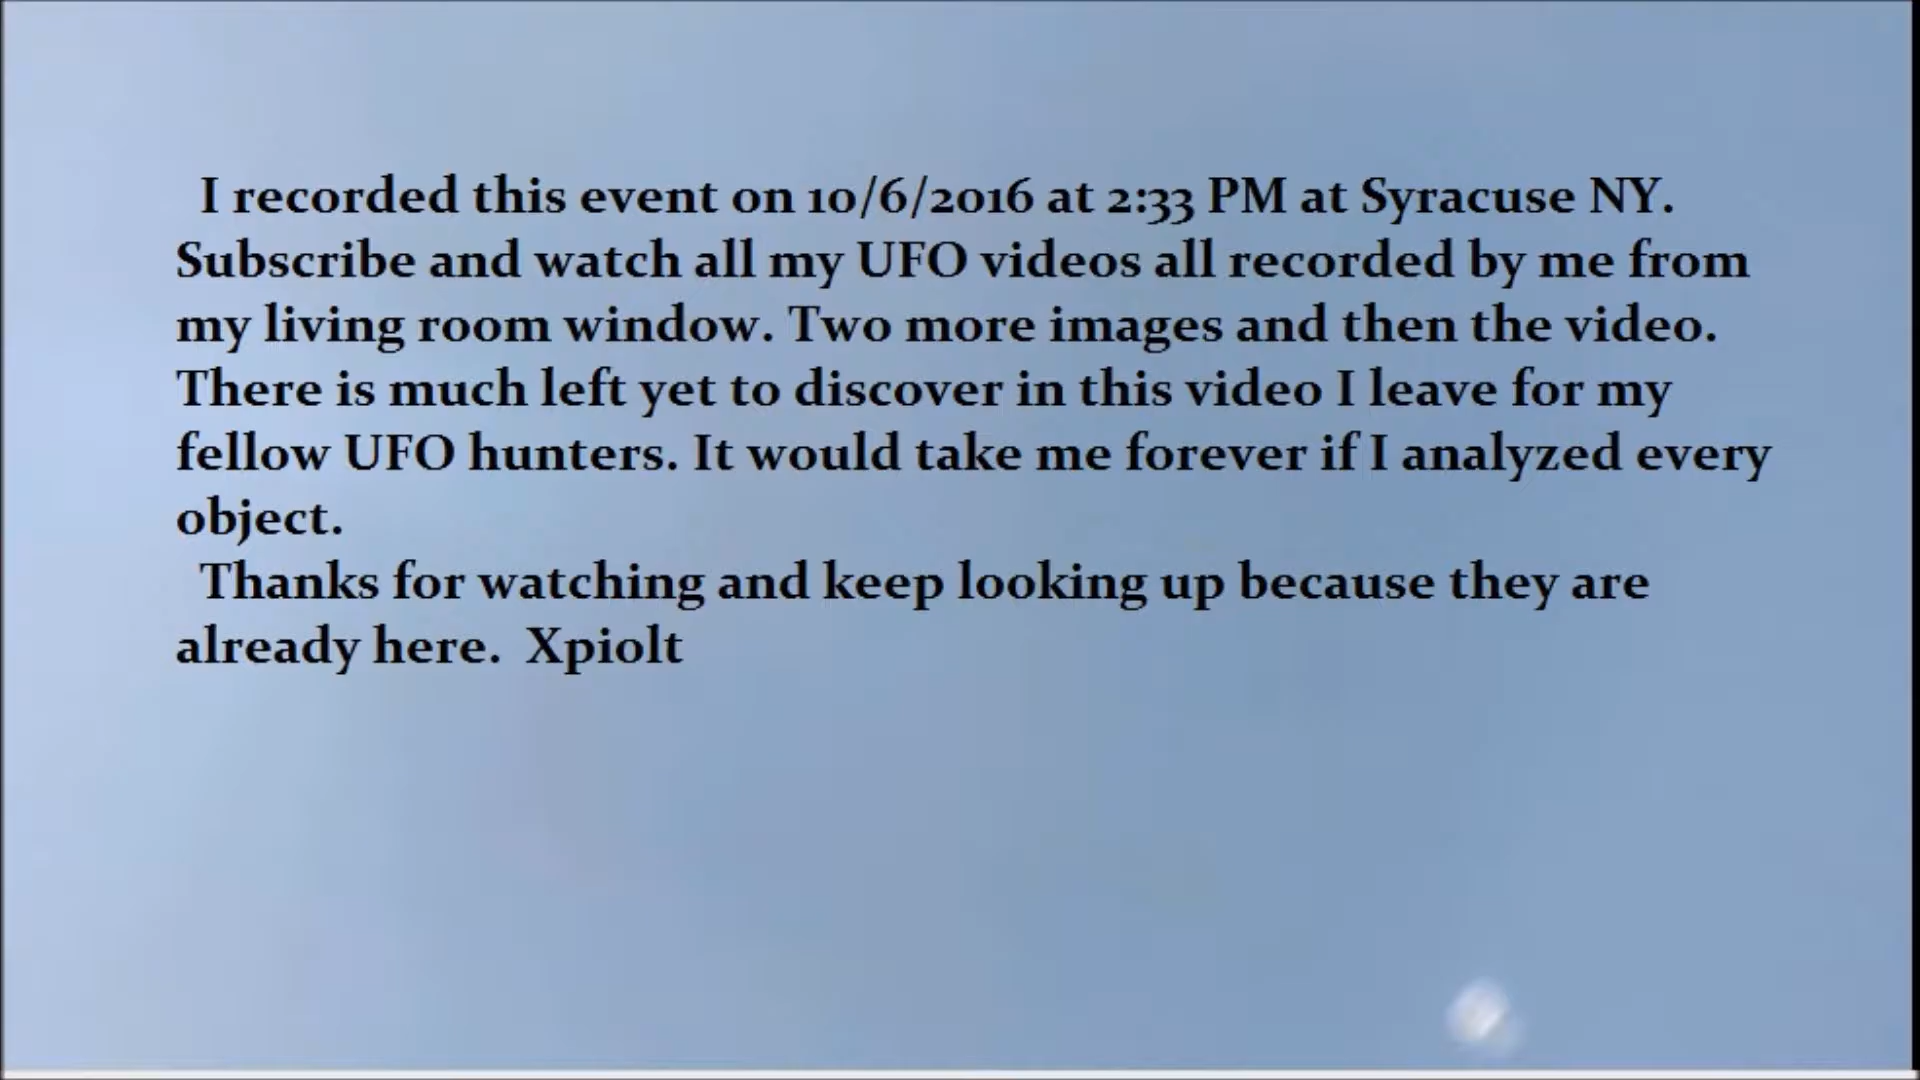 I recorded this event on 10/6/2016 at 2:33 PM at Syracuse NY.
Subscribe and watch all my UFO videos all recorded by me from
my living room window. Two more images and then the video.
There is much left yet to discover in this video I leave for my
fellow UFO hunters. It would take me forever if I analyzed every
object.
Thanks for watching and keep looking up because they are
already here. Xpiolt